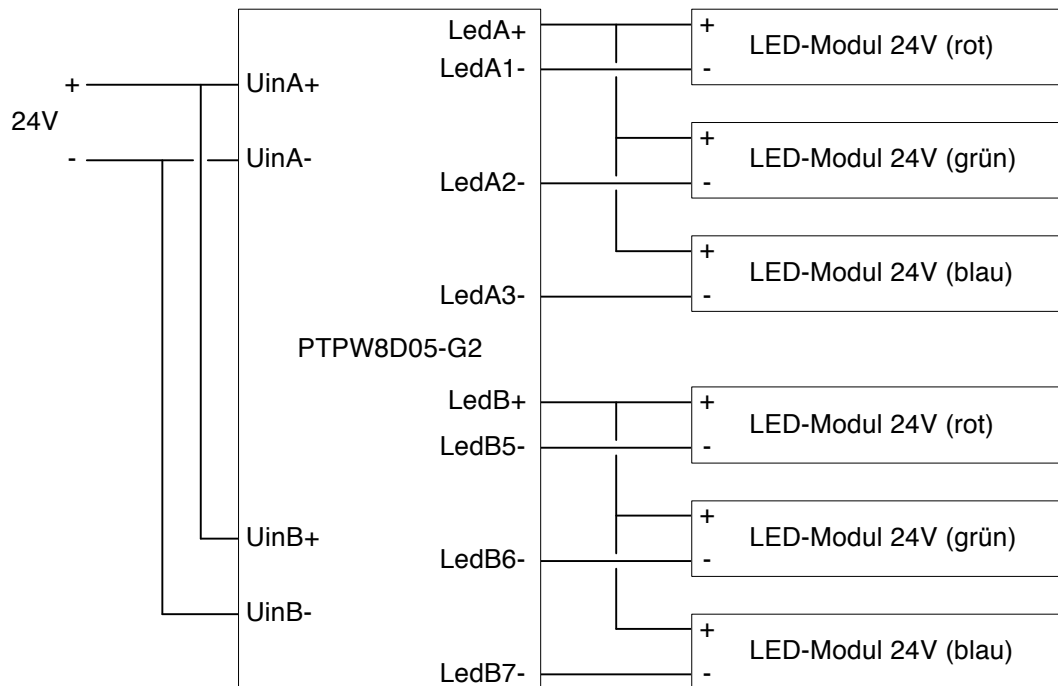 LedA+
+
LED-Modul 24V (rot)
LedA1-
-
+
UinA+
24V
-
UinA-
+
LED-Modul 24V (grün)
LedA2-
-
+
LED-Modul 24V (blau)
LedA3-
-
PTPW8D05-G2
LedB+
+
LED-Modul 24V (rot)
LedB5-
-
+
LED-Modul 24V (grün)
UinB+
LedB6-
-
UinB-
+
LED-Modul 24V (blau)
LedB7-
-